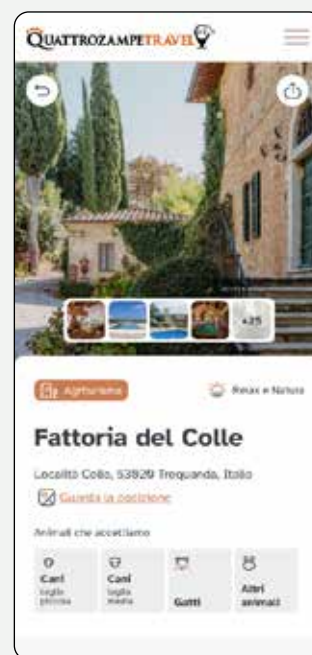 QUATTROZAMPETRAVEL
+25
Agriturismo
Relax e Natura
Fattoria del Colle
Località Colle, 53020 Trequanda, Italia
Guarda la posizione
Animali che accettiamo
Cani
taglia
piccola
Cani
taglia
media
Gatti
Altri
animali